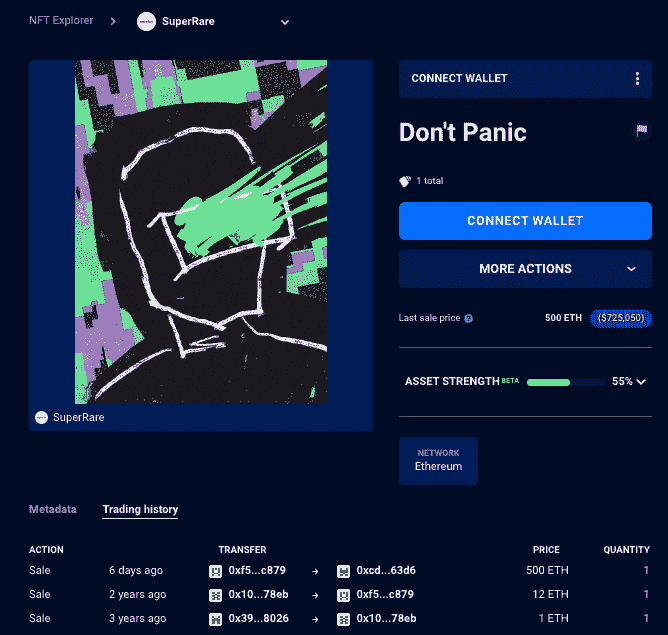 NFT Explorer > SuperRare
CONNECT WALLET
Don't Panic
1 total
CONNECT WALLET
MORE ACTIONS
Last sale price ? 500 ETH ($725,050)
ASSET STRENGTH BETA 55%
SuperRare
NETWORK
Ethereum
Metadata Trading history
ACTION TRANSFER PRICE QUANTITY
Sale 6 days ago 0xf5...c879 → 0xcd...63d6 500 ETH 1
Sale 2 years ago 0x10...78eb → 0xf5...c879 12 ETH 1
Sale 3 years ago 0x39...8026 → 0x10...78eb 1 ETH 1